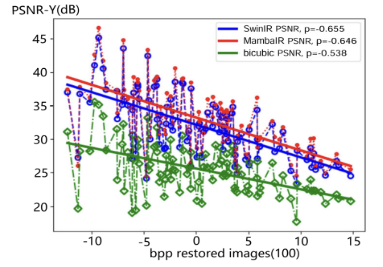 PSNR-Y(dB)
SwinIR PSNR, p=-0.655
MambaIR PSNR, p=-0.646
bicubic PSNR, p=-0.538
45
40
35
30
25
20
-10 -5 0 5 10 15
bpp restored images(100)